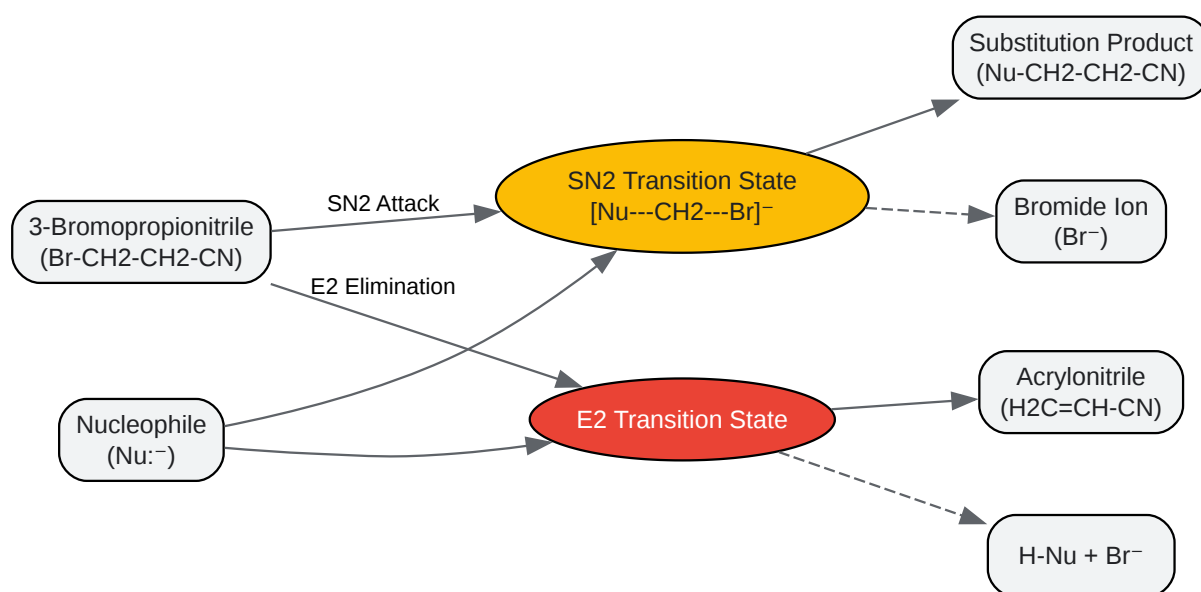 Substitution Product
(Nu-CH2-CH2-CN)
SN2 Transition State
[Nu---CH2---Br]⁻
SN2 Attack
3-Bromopropionitrile
(Br-CH2-CH2-CN)
Bromide Ion
(Br⁻)
E2 Elimination
Acrylonitrile
(H2C=CH-CN)
Nucleophile
(Nu:⁻)
E2 Transition State
H-Nu + Br⁻